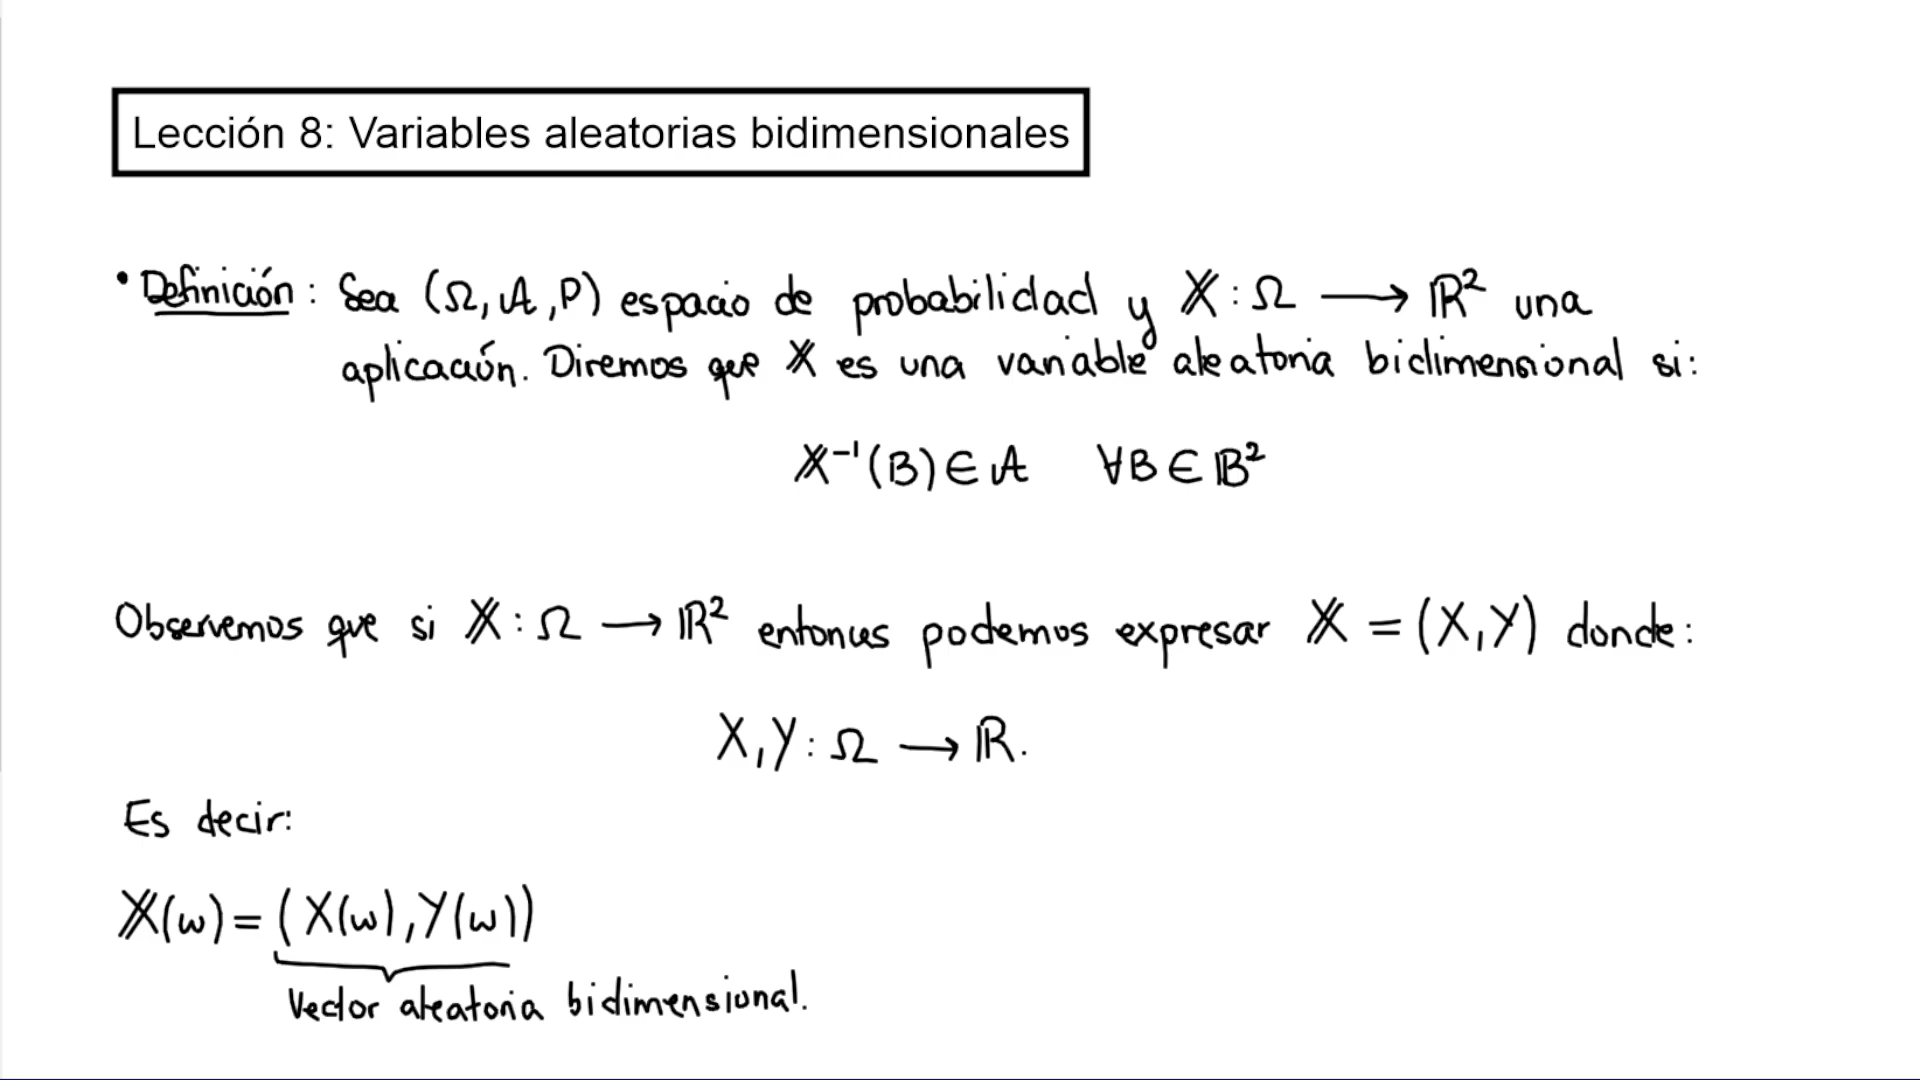 Lección 8: Variables aleatorias bidimensionales
• Definición: Sea (Ω, 𝒜, P) espacio de probabilidad y 𝕏: Ω ⟶ ℝ² una
aplicación. Diremos que 𝕏 es una variable aleatoria bidimensional si:
𝕏⁻¹(B) ∈ 𝒜 ∀B ∈ 𝔹²
Observemos que si 𝕏: Ω ⟶ ℝ² entonces podemos expresar 𝕏 = (X,Y) donde:
X,Y: Ω ⟶ ℝ.
Es decir:
𝕏(w) = (X(w),Y(w))
Vector aleatoria bidimensional.